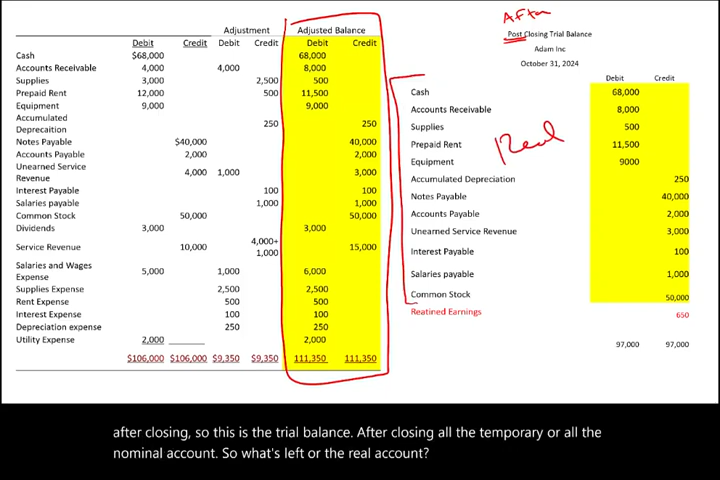 Adjustment Adjusted Balance
Debit Credit Debit Credit Debit Credit
Cash $68,000 68,000
Accounts Receivable 4,000 4,000 8,000
Supplies 3,000 2,500 500
Prepaid Rent 12,000 500 11,500
Equipment 9,000 9,000
Accumulated
Deprecaition 250 250
Notes Payable $40,000 40,000
Accounts Payable 2,000 2,000
Unearned Service
Revenue 4,000 1,000 3,000
Interest Payable 100 100
Salaries payable 1,000 1,000
Common Stock 50,000 50,000
Dividends 3,000 3,000
Service Revenue 10,000 4,000+
1,000 15,000
Salaries and Wages
Expense 5,000 1,000 6,000
Supplies Expense 2,500 2,500
Rent Expense 500 500
Interest Expense 100 100
Depreciation expense 250 250
Utility Expense 2,000 2,000
$106,000 $106,000 $9,350 $9,350 111,350 111,350
After
Post Closing Trial Balance
Adam Inc
October 31, 2024
Debit Credit
Cash 68,000
Accounts Receivable 8,000
Supplies 500
Prepaid Rent 11,500
Real
Equipment 9000
Accumulated Depreciation 250
Notes Payable 40,000
Accounts Payable 2,000
Unearned Service Revenue 3,000
Interest Payable 100
Salaries payable 1,000
Common Stock 50,000
Reatined Earnings 650
97,000 97,000
after closing, so this is the trial balance. After closing all the temporary or all the
nominal account. So what's left or the real account?